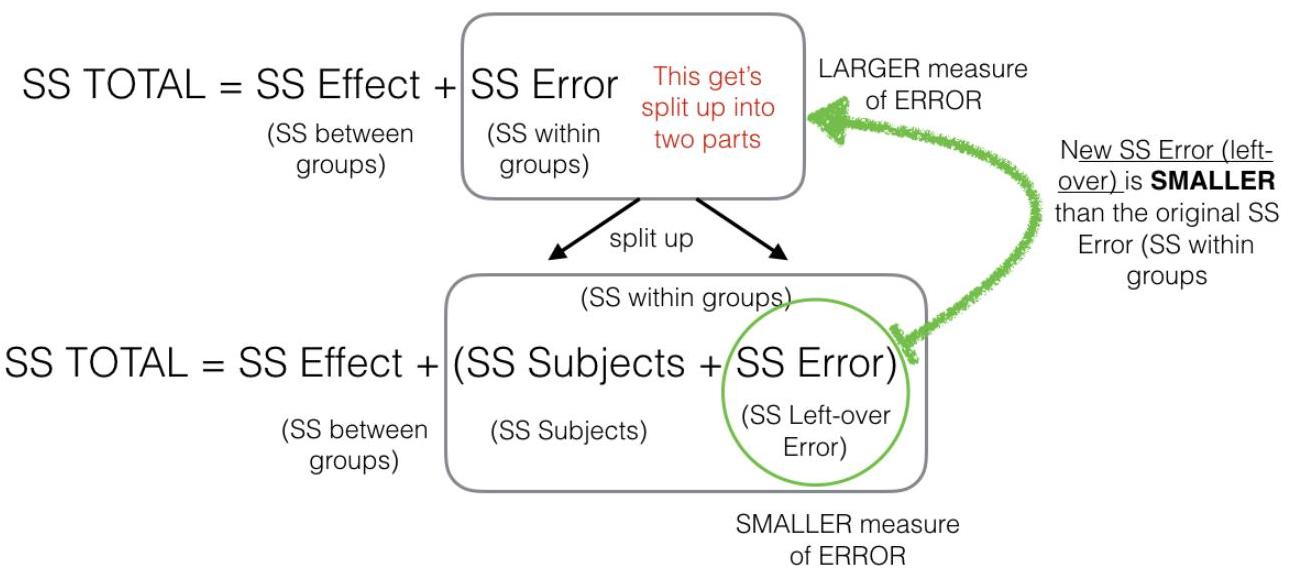 SS TOTAL = SS Effect + SS Error
(SS between
groups)
(SS within
groups)
This get's
split up into
two parts
LARGER measure
of ERROR
New SS Error (left-
over) is SMALLER
than the original SS
Error (SS within
groups
split up
(SS within groups)
SS TOTAL = SS Effect + (SS Subjects + SS Error)
(SS between
groups)
(SS Subjects)
(SS Left-over
Error)
SMALLER measure
of ERROR